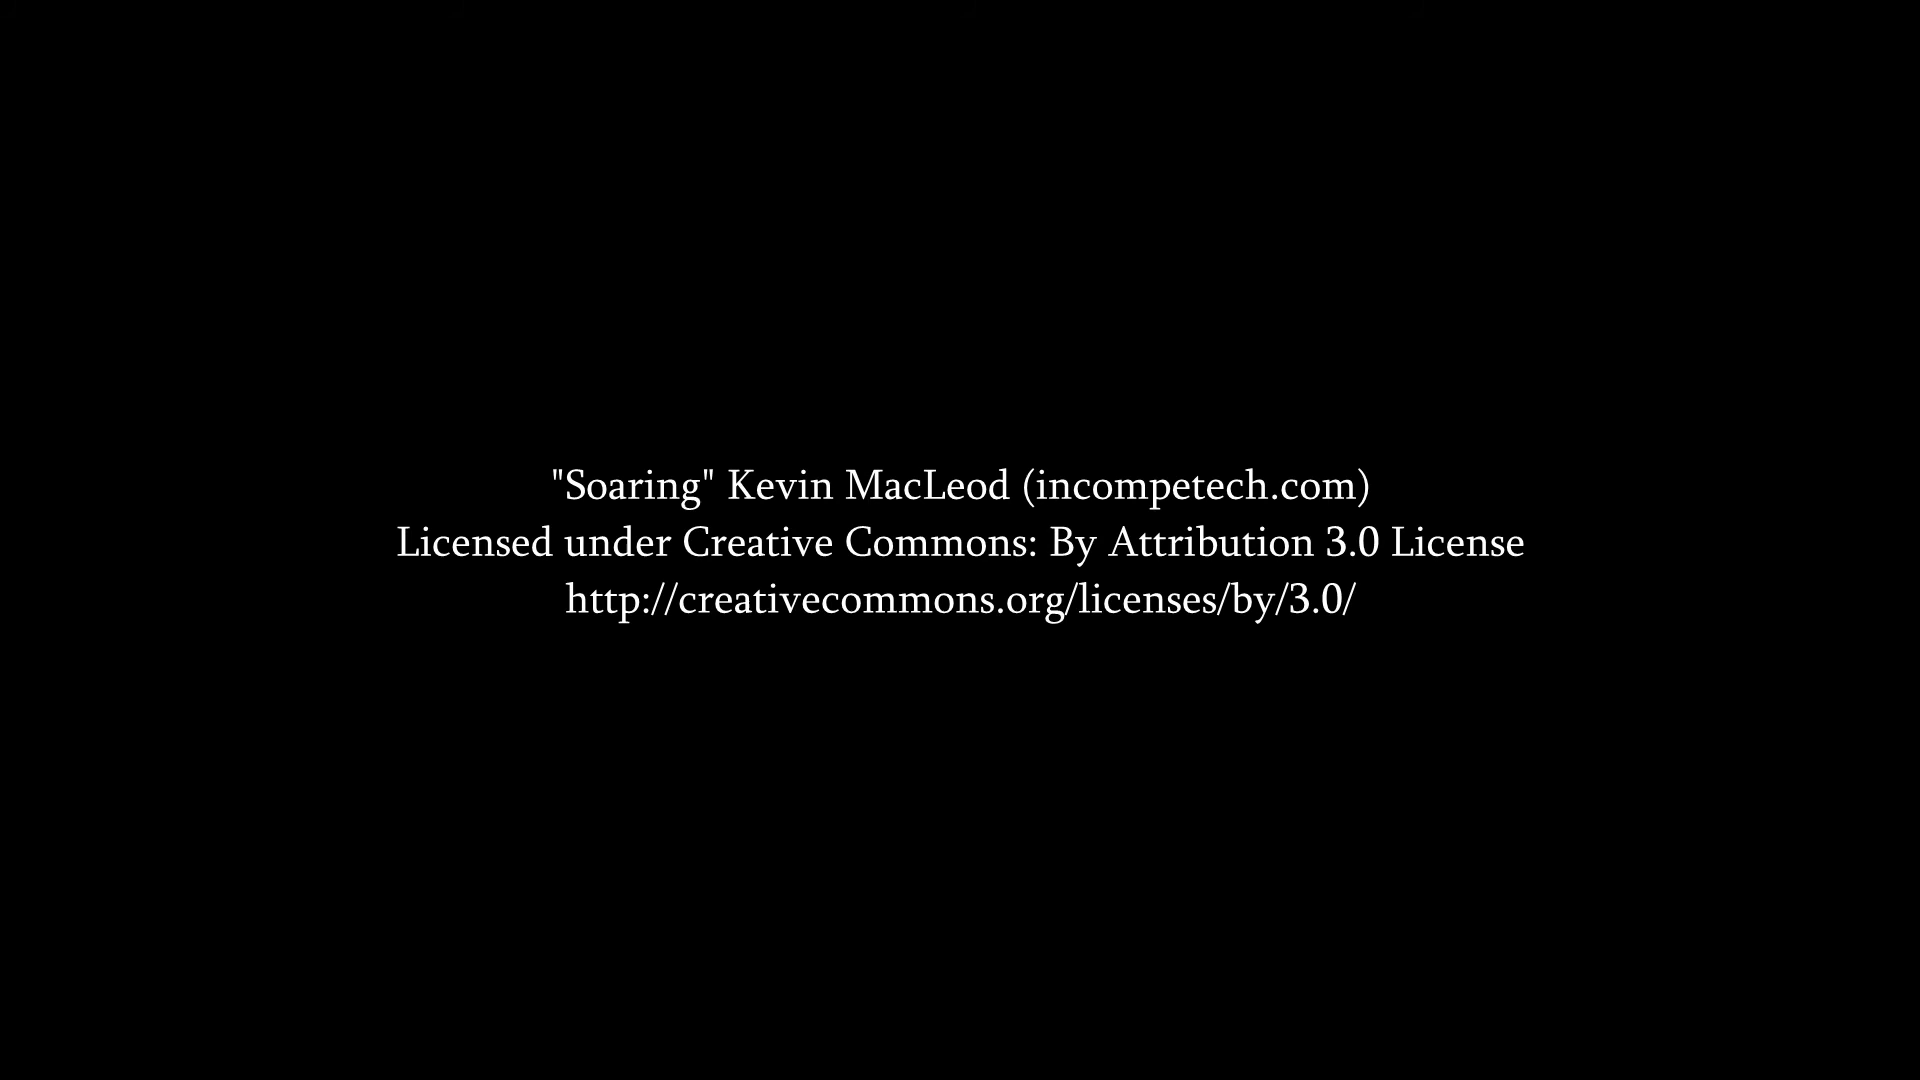 "Soaring" Kevin MacLeod (incompetech.com)
Licensed under Creative Commons: By Attribution 3.0 License
http://creativecommons.org/licenses/by/3.0/